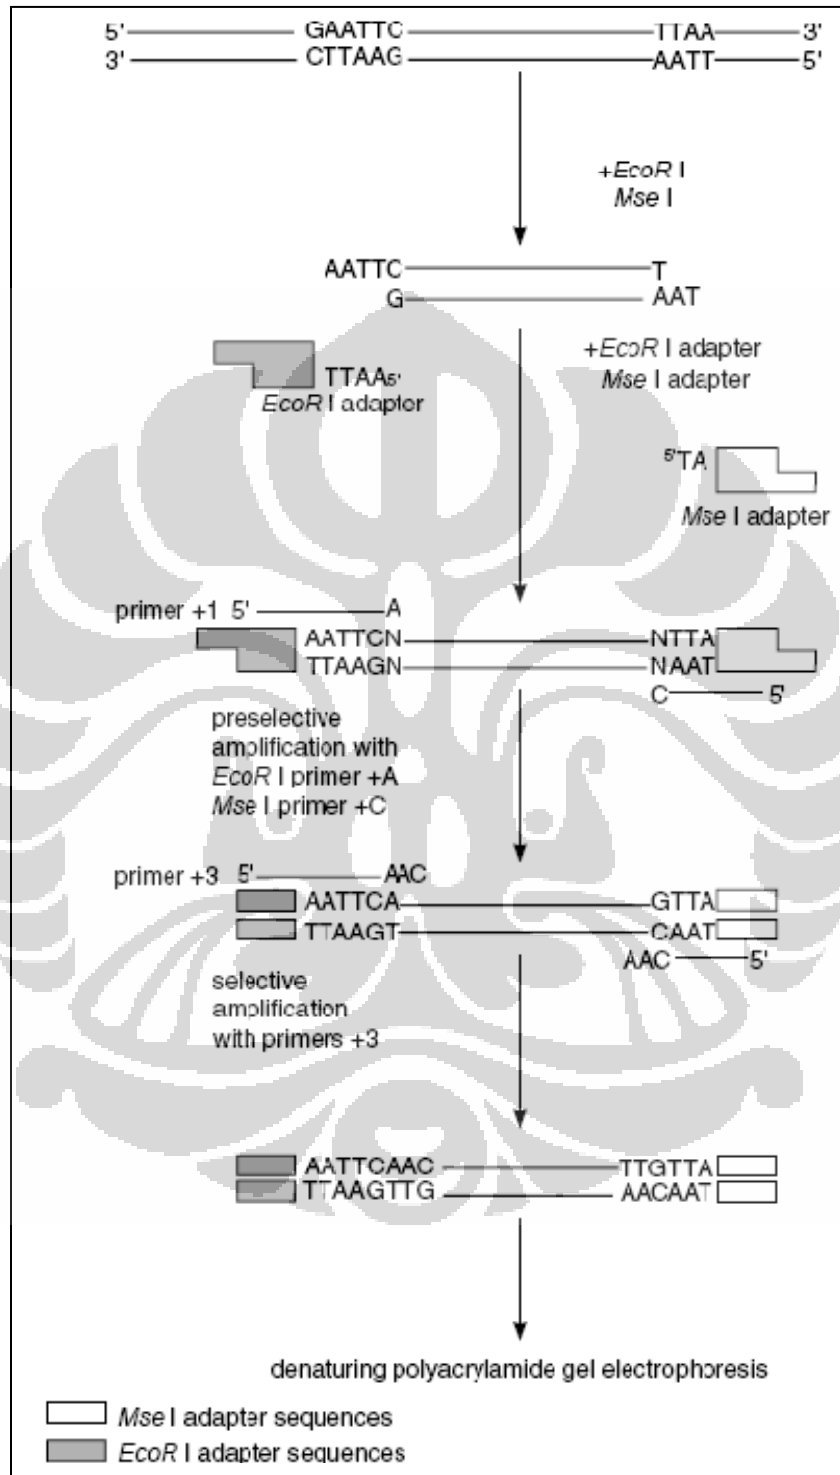 5' GAATTC TTAA 3'
3' CTTAAG AATT 5'
+EcoR I
Mse I
AATTC T
G AAT
+EcoR I adapter
Mse I adapter
TTAA5'
EcoR I adapter
5'TA
Mse I adapter
primer +1 5' A
AATTCN NTTA
TTAAGN NAAT
C 5'
preselective
amplification with
EcoR I primer +A
Mse I primer +C
primer +3 5' AAC
AATTCA GTTA
TTAAGT CAAT
AAC 5'
selective
amplification
with primers +3
AATTCAAC TTGTTA
TTAAGTTG AACAAT
denaturing polyacrylamide gel electrophoresis
Mse I adapter sequences
EcoR I adapter sequences